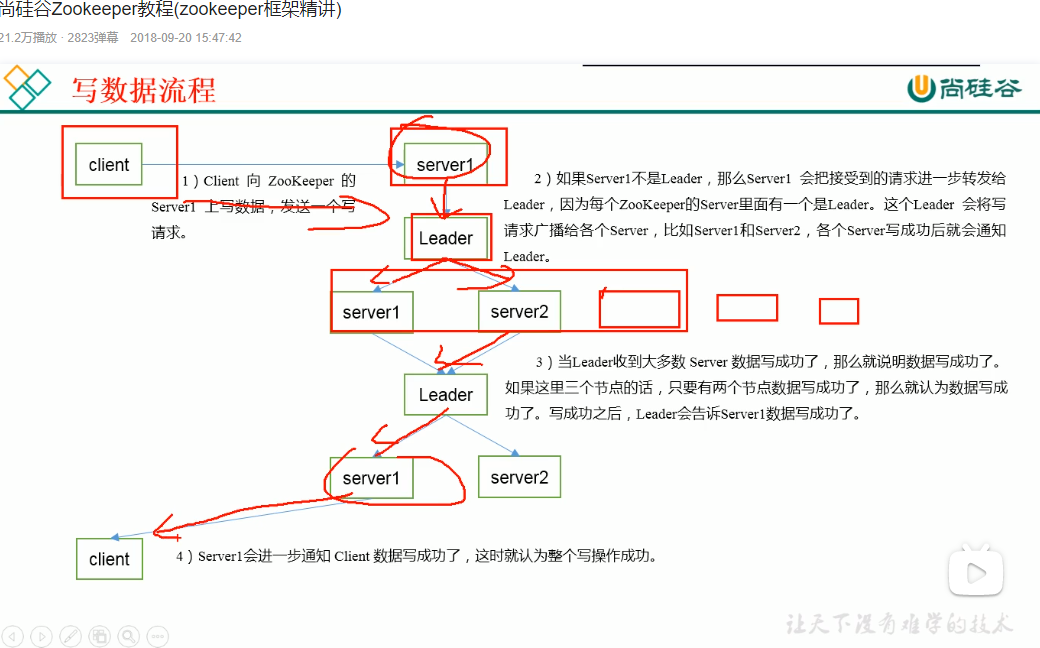 尚硅谷Zookeeper教程(zookeeper框架精讲)
21.2万播放 · 2823弹幕 2018-09-20 15:47:42
写数据流程
尚硅谷
client
server1
1）Client 向 ZooKeeper 的
Server1 上写数据，发送一个写
请求。
2）如果Server1不是Leader，那么Server1 会把接受到的请求进一步转发给
Leader，因为每个ZooKeeper的Server里面有一个是Leader。这个Leader 会将写
请求广播给各个Server，比如Server1和Server2，各个Server写成功后就会通知
Leader。
Leader
server1
server2
3）当Leader收到大多数 Server 数据写成功了，那么就说明数据写成功了。
如果这里三个节点的话，只要有两个节点数据写成功了，那么就认为数据写成
功了。写成功之后，Leader会告诉Server1数据写成功了。
Leader
server1
server2
client
4）Server1会进一步通知 Client 数据写成功了，这时就认为整个写操作成功。
让天下没有难学的技术